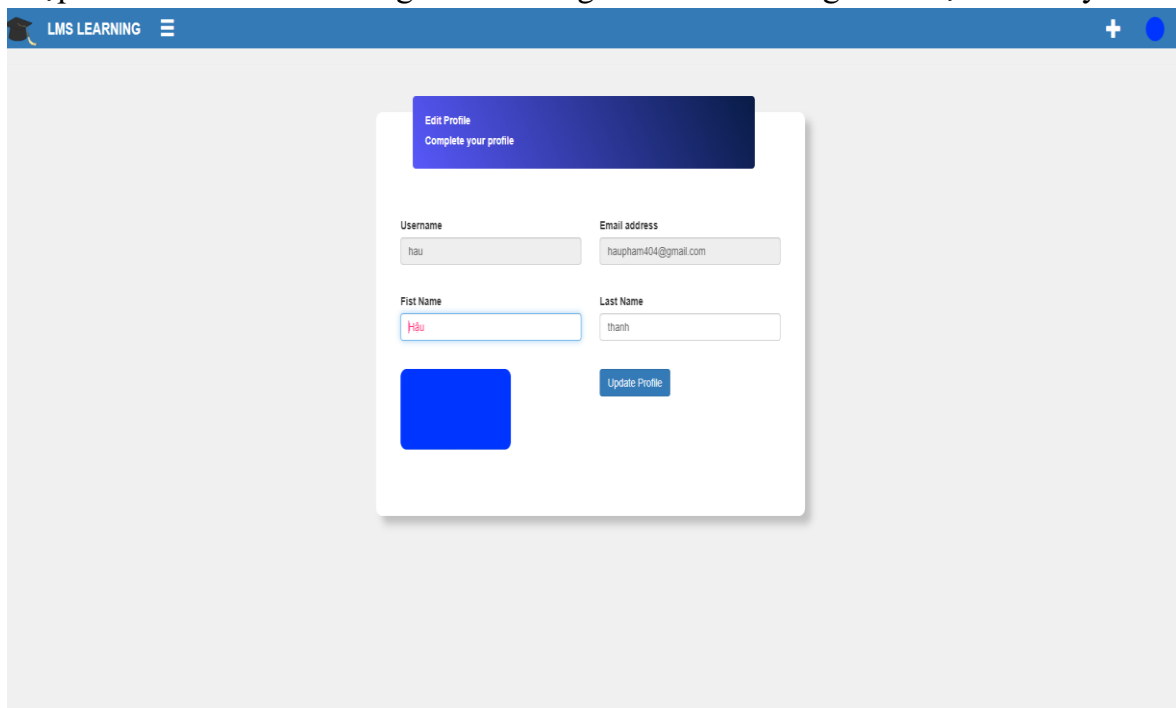 LMS LEARNING
Edit Profile
Complete your profile
Username
Email address
hau
haupham404@gmail.com
Fist Name
Last Name
Hậu
thanh
Update Profile